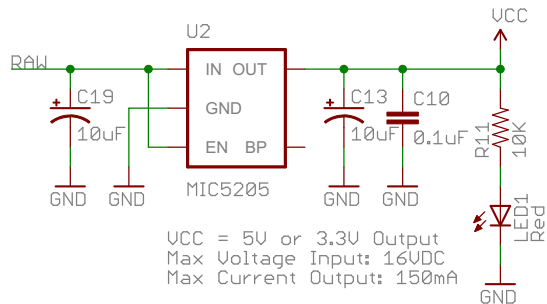 VCC
U2
RAW
IN OUT
C19
C13
C10
GND
10uF
10uF
0.1uF
R11
10K
EN BP
GND
GND
MIC5205
GND
GND
LED1
Red
VCC = 5V or 3.3V Output
Max Voltage Input: 16VDC
Max Current Output: 150mA
GND